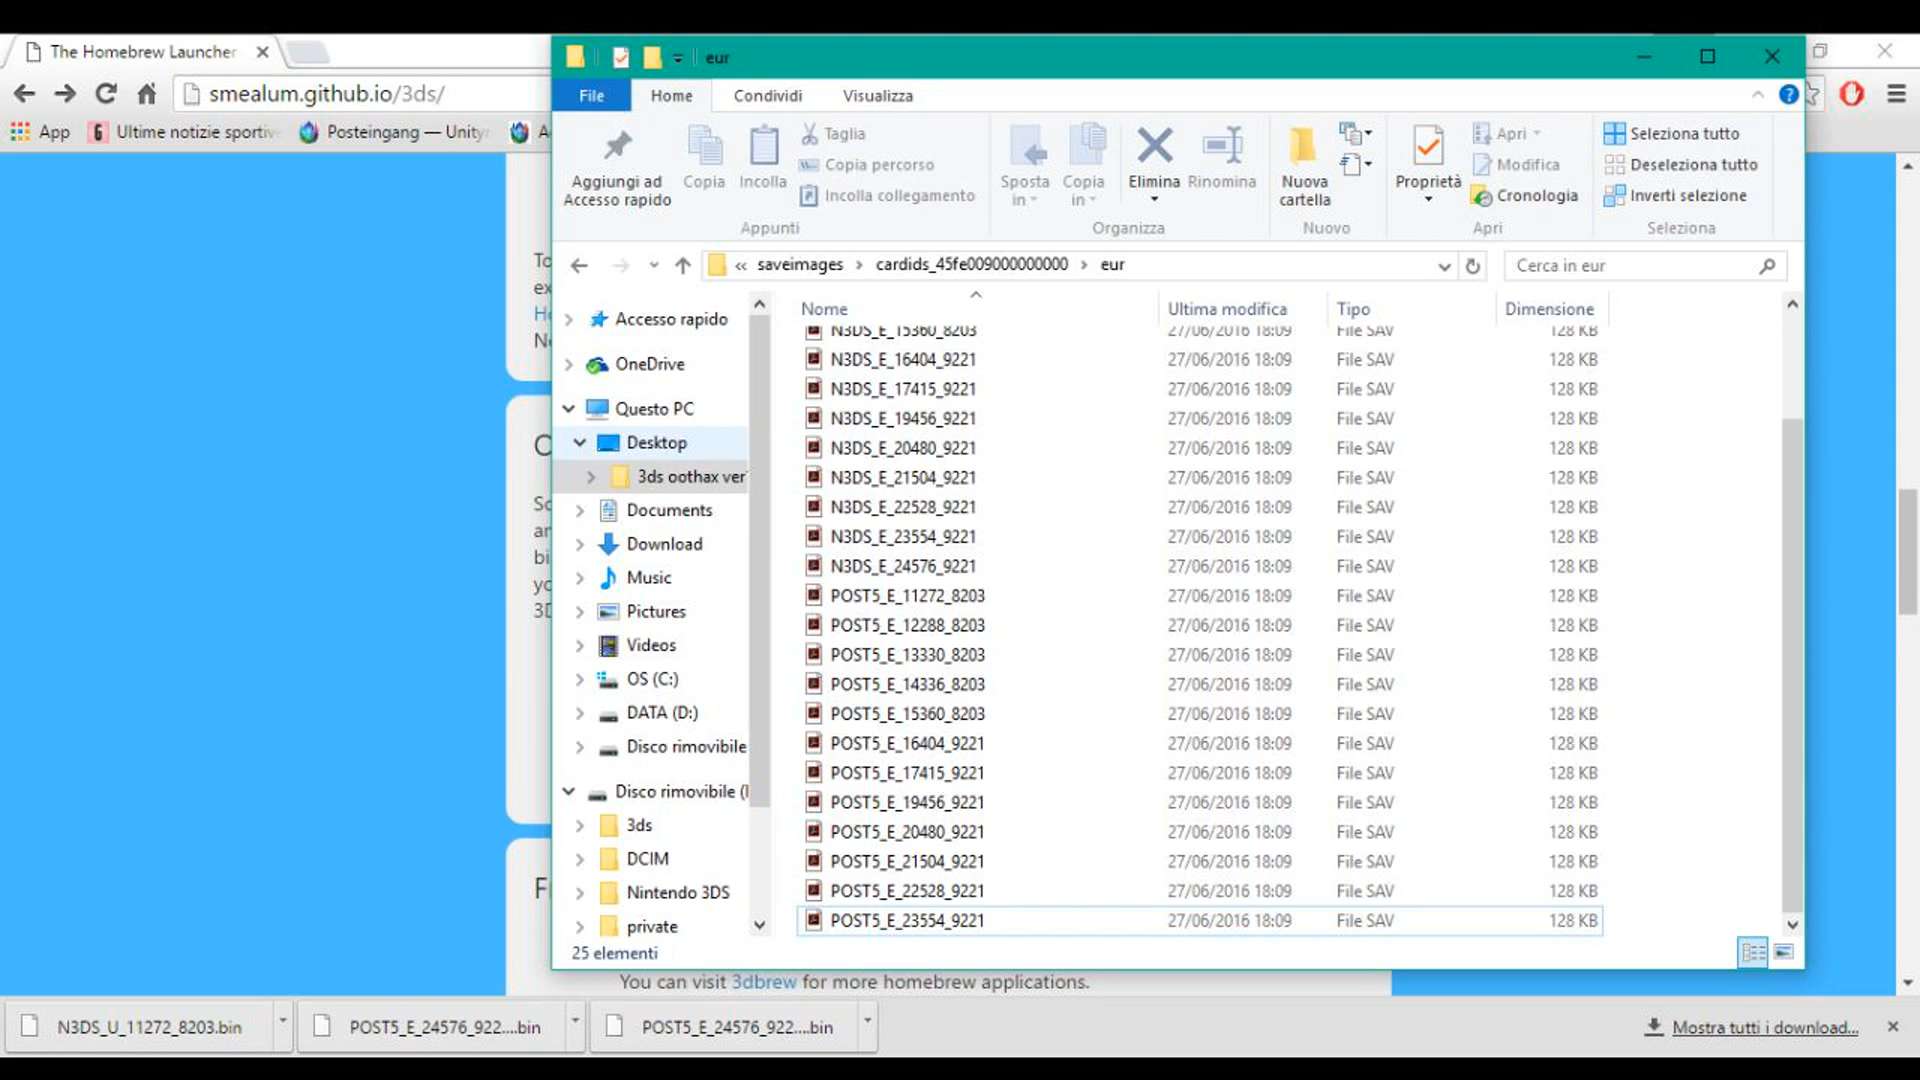 The Homebrew Launcher
smealum.github.io/3ds/
App
Ultime notizie sportiv
Posteingang — Unity
eur
File
Home
Condividi
Visualizza
Aggiungi ad
Accesso rapido
Copia
Incolla
Taglia
Copia percorso
Incolla collegamento
Appunti
Sposta
in
Copia
in
Elimina
Rinomina
Organizza
Nuova
cartella
Nuovo
Proprietà
Apri
Modifica
Cronologia
Apri
Seleziona tutto
Deseleziona tutto
Inverti selezione
Seleziona
« saveimages › cardids_45fe009000000000 › eur
Cerca in eur
Accesso rapido
OneDrive
Questo PC
Desktop
3ds oothax ver
Documents
Download
Music
Pictures
Videos
OS (C:)
DATA (D:)
Disco rimovibile
Disco rimovibile (
3ds
DCIM
Nintendo 3DS
private
Nome Ultima modifica Tipo Dimensione
N3DS_E_15360_8203 27/06/2016 18:09 File SAV 128 KB
N3DS_E_16404_9221 27/06/2016 18:09 File SAV 128 KB
N3DS_E_17415_9221 27/06/2016 18:09 File SAV 128 KB
N3DS_E_19456_9221 27/06/2016 18:09 File SAV 128 KB
N3DS_E_20480_9221 27/06/2016 18:09 File SAV 128 KB
N3DS_E_21504_9221 27/06/2016 18:09 File SAV 128 KB
N3DS_E_22528_9221 27/06/2016 18:09 File SAV 128 KB
N3DS_E_23554_9221 27/06/2016 18:09 File SAV 128 KB
N3DS_E_24576_9221 27/06/2016 18:09 File SAV 128 KB
POST5_E_11272_8203 27/06/2016 18:09 File SAV 128 KB
POST5_E_12288_8203 27/06/2016 18:09 File SAV 128 KB
POST5_E_13330_8203 27/06/2016 18:09 File SAV 128 KB
POST5_E_14336_8203 27/06/2016 18:09 File SAV 128 KB
POST5_E_15360_8203 27/06/2016 18:09 File SAV 128 KB
POST5_E_16404_9221 27/06/2016 18:09 File SAV 128 KB
POST5_E_17415_9221 27/06/2016 18:09 File SAV 128 KB
POST5_E_19456_9221 27/06/2016 18:09 File SAV 128 KB
POST5_E_20480_9221 27/06/2016 18:09 File SAV 128 KB
POST5_E_21504_9221 27/06/2016 18:09 File SAV 128 KB
POST5_E_22528_9221 27/06/2016 18:09 File SAV 128 KB
POST5_E_23554_9221 27/06/2016 18:09 File SAV 128 KB
25 elementi
You can visit 3dbrew for more homebrew applications.
N3DS_U_11272_8203.bin
POST5_E_24576_922....bin
POST5_E_24576_922....bin
Mostra tutti i download...